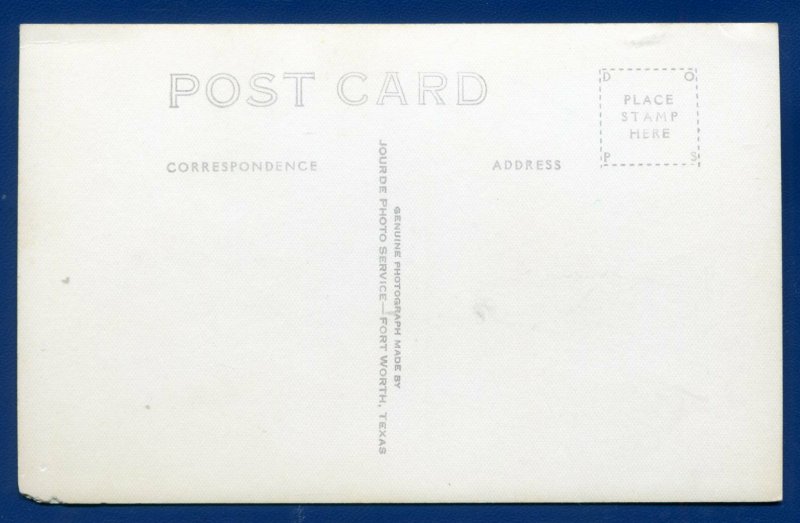 POST CARD
D O
PLACE
STAMP
HERE
P S
CORRESPONDENCE
ADDRESS
GENUINE PHOTOGRAPH MADE BY
JOURDE PHOTO SERVICE—FORT WORTH, TEXAS